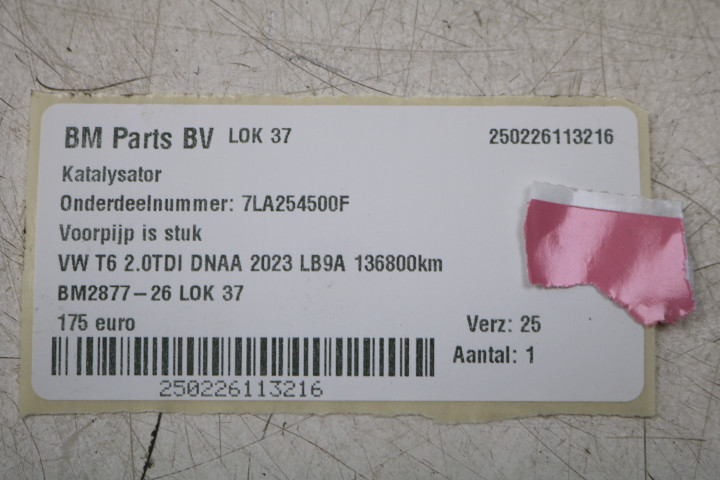 BM Parts BV LOK 37 250226113216
Katalysator
Onderdeelnummer: 7LA254500F
Voorpijp is stuk
VW T6 2.0TDI DNAA 2023 LB9A 136800km
BM2877-26 LOK 37
175 euro Verz: 25
Aantal: 1
250226113216